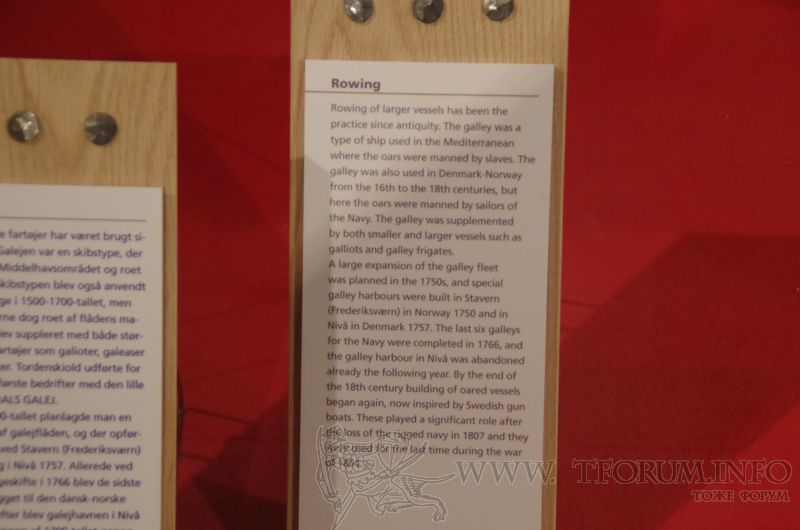 Rowing
Rowing of larger vessels has been the
practice since antiquity. The galley was a
type of ship used in the Mediterranean
where the oars were manned by slaves. The
galley was also used in Denmark-Norway
from the 16th to the 18th centuries, but
here the oars were manned by sailors of
the Navy. The galley was supplemented
by both smaller and larger vessels such as
galliots and galley frigates.
A large expansion of the galley fleet
was planned in the 1750s, and special
galley harbours were built in Stavern
(Frederiksværn) in Norway 1750 and in
Nivå in Denmark 1757. The last six galleys
for the Navy were completed in 1766, and
the galley harbour in Nivå was abandoned
already the following year. By the end of
the 18th century building of oared vessels
began again, now inspired by Swedish gun
boats. These played a significant role after
the loss of the rigged navy in 1807 and they
were used for the last time during the war
of 1864.
e fartøjer har været brugt si-
Galejen var en skibstype, der
Middelhavsområdet og roet
kibstypen blev også anvendt
ge i 1500-1700-tallet, men
rne dog roet af flådens ma-
lev suppleret med både stør-
artøjer som galioter, galeaser
er. Tordenskiold udførte for
første bedrifter med den lille
ALS GALEJ.
0-tallet planlagde man en
af galejflåden, og der opfør-
ved Stavern (Frederiksværn)
g i Nivå 1757. Allerede ved
geskifte i 1766 blev de sidste
gget til den dansk-norske
fter blev galejhavnen i Nivå
WWW.TFORUM.INFO
ТОЖЕ ФОРУМ